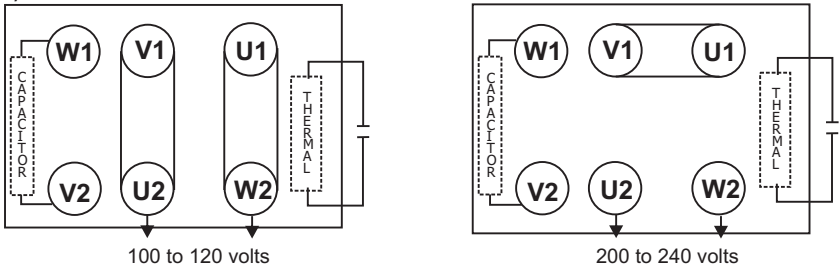 W1 V1 U1
CAPACITOR
THERMAL
V2 U2 W2
100 to 120 volts
W1 V1 U1
CAPACITOR
THERMAL
V2 U2 W2
200 to 240 volts